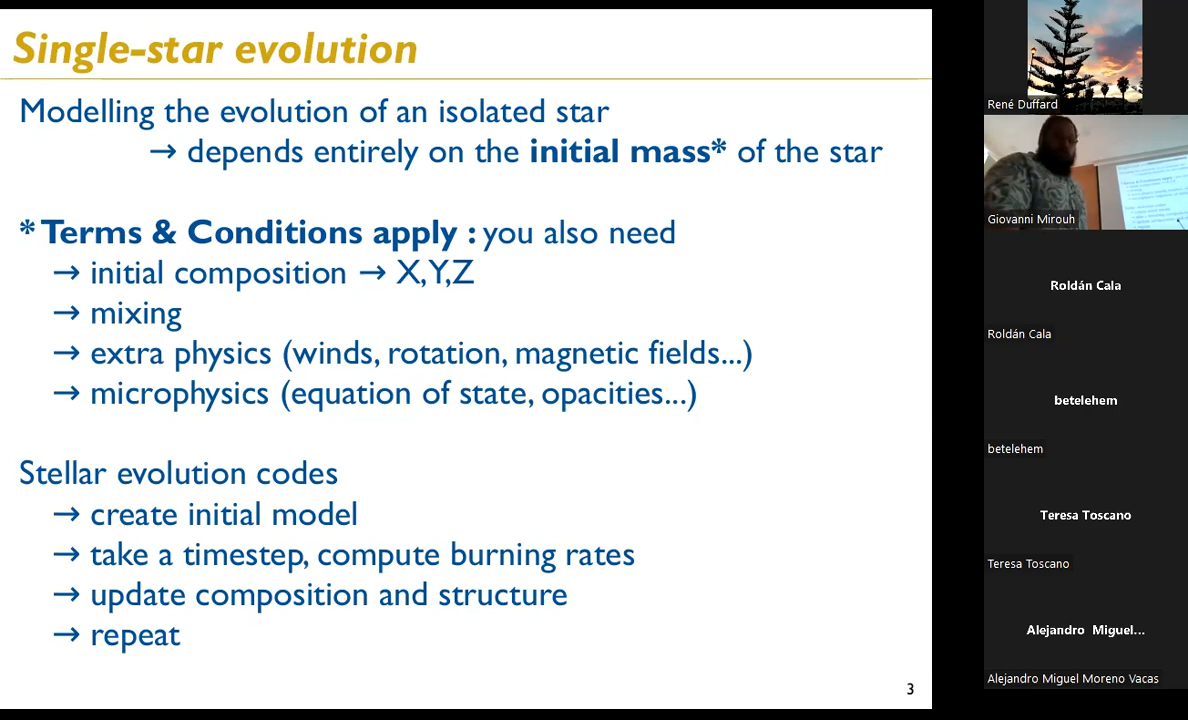 Single-star evolution
Modelling the evolution of an isolated star
→ depends entirely on the initial mass* of the star
* Terms & Conditions apply : you also need
→ initial composition → X,Y,Z
→ mixing
→ extra physics (winds, rotation, magnetic fields...)
→ microphysics (equation of state, opacities...)
Stellar evolution codes
→ create initial model
→ take a timestep, compute burning rates
→ update composition and structure
→ repeat
3
René Duffard
Giovanni Mirouh
Roldán Cala
Roldán Cala
betelehem
betelehem
Teresa Toscano
Teresa Toscano
Alejandro Miguel...
Alejandro Miguel Moreno Vacas